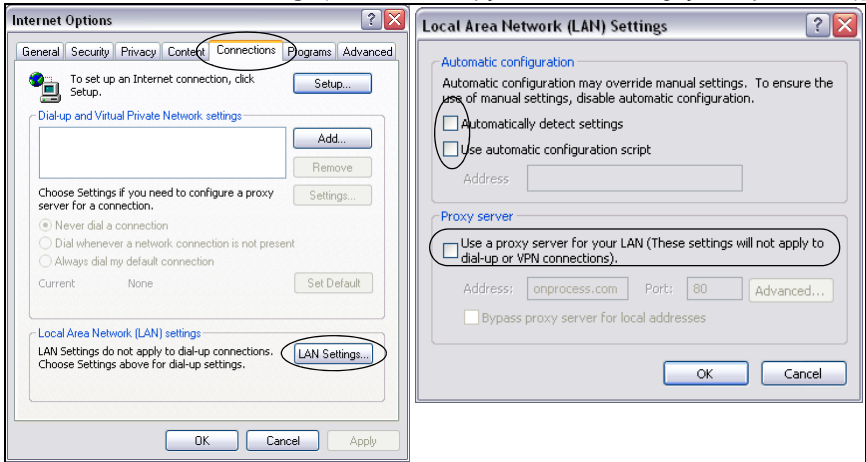 Internet Options
General Security Privacy Content Connections Programs Advanced
To set up an Internet connection, click
Setup.
Setup...
Dial-up and Virtual Private Network settings
Add...
Remove
Choose Settings if you need to configure a proxy
server for a connection.
Settings...
Never dial a connection
Dial whenever a network connection is not present
Always dial my default connection
Current None Set Default
Local Area Network (LAN) settings
LAN Settings do not apply to dial-up connections.
Choose Settings above for dial-up settings.
LAN Settings...
OK Cancel Apply
Local Area Network (LAN) Settings
Automatic configuration
Automatic configuration may override manual settings. To ensure the
use of manual settings, disable automatic configuration.
Automatically detect settings
Use automatic configuration script
Address
Proxy server
Use a proxy server for your LAN (These settings will not apply to
dial-up or VPN connections).
Address: onprocess.com Port: 80 Advanced...
Bypass proxy server for local addresses
OK Cancel